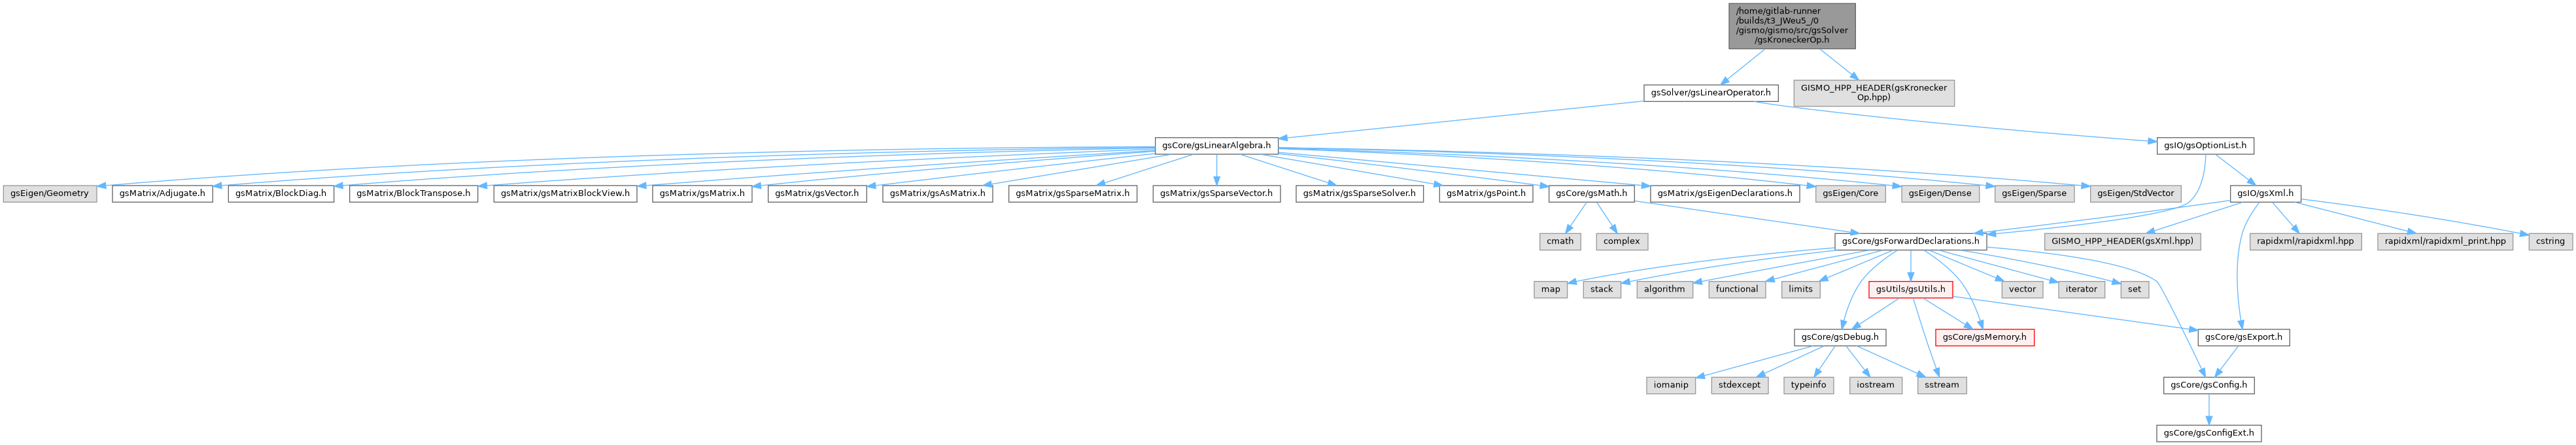 /home/gitlab-runner
/builds/t3_JWeu5_/0
/gismo/gismo/src/gsSolver
/gsKroneckerOp.h
gsSolver/gsLinearOperator.h
GISMO_HPP_HEADER(gsKronecker
Op.hpp)
gsCore/gsLinearAlgebra.h
gsIO/gsOptionList.h
gsEigen/Geometry
gsMatrix/Adjugate.h
gsMatrix/BlockDiag.h
gsMatrix/BlockTranspose.h
gsMatrix/gsMatrixBlockView.h
gsMatrix/gsMatrix.h
gsMatrix/gsVector.h
gsMatrix/gsAsMatrix.h
gsMatrix/gsSparseMatrix.h
gsMatrix/gsSparseVector.h
gsMatrix/gsSparseSolver.h
gsMatrix/gsPoint.h
gsCore/gsMath.h
gsMatrix/gsEigenDeclarations.h
gsEigen/Core
gsEigen/Dense
gsEigen/Sparse
gsEigen/StdVector
gsIO/gsXml.h
cmath
complex
gsCore/gsForwardDeclarations.h
GISMO_HPP_HEADER(gsXml.hpp)
rapidxml/rapidxml.hpp
rapidxml/rapidxml_print.hpp
cstring
map
stack
algorithm
functional
limits
gsUtils/gsUtils.h
vector
iterator
set
gsCore/gsDebug.h
gsCore/gsMemory.h
gsCore/gsExport.h
iomanip
stdexcept
typeinfo
iostream
sstream
gsCore/gsConfig.h
gsCore/gsConfigExt.h